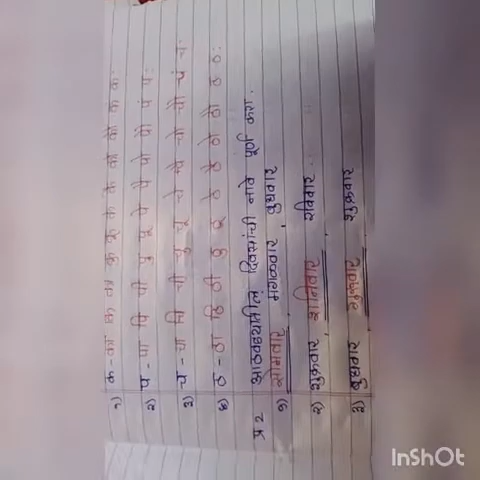 १) क - का कि की कु कू के कै को कौ कं कः
२) प - पा पि पी पु पू पे पै पो पौ पं पः
३) च - चा चि ची चु चू चे चै चो चौ चं चः
४) ठ - ठा ठि ठी ठु ठू ठे ठै ठो ठौ ठं ठः
प्र २ आठवड्यातील दिवसांची नावे पूर्ण करा.
१) सोमवार, मंगळवार, बुधवार
२) शुक्रवार, शनिवार, रविवार.
३) बुधवार गुरुवार शुक्रवार
InShOt